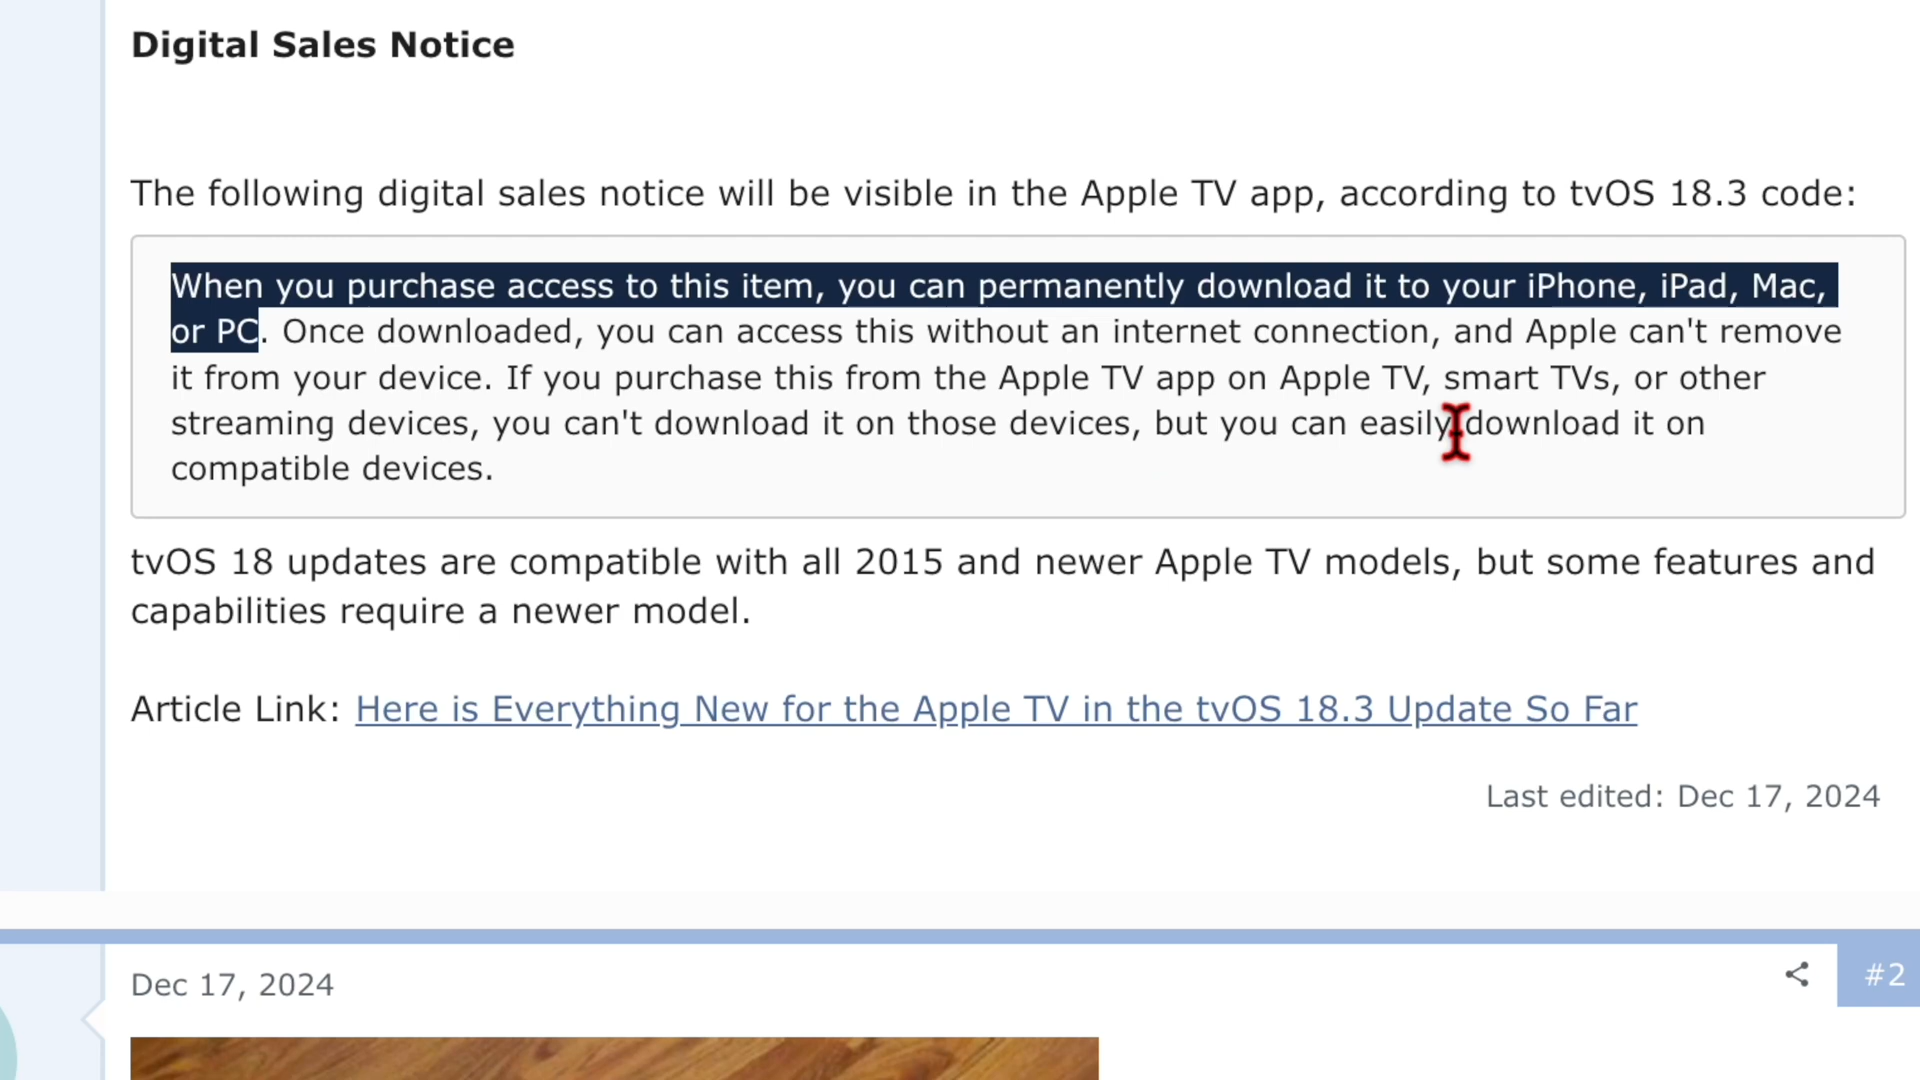 Digital Sales Notice
The following digital sales notice will be visible in the Apple TV app, according to tvOS 18.3 code:
When you purchase access to this item, you can permanently download it to your iPhone, iPad, Mac,
or PC. Once downloaded, you can access this without an internet connection, and Apple can't remove
it from your device. If you purchase this from the Apple TV app on Apple TV, smart TVs, or other
streaming devices, you can't download it on those devices, but you can easily download it on
compatible devices.
tvOS 18 updates are compatible with all 2015 and newer Apple TV models, but some features and
capabilities require a newer model.
Article Link: Here is Everything New for the Apple TV in the tvOS 18.3 Update So Far
Last edited: Dec 17, 2024
Dec 17, 2024
#2